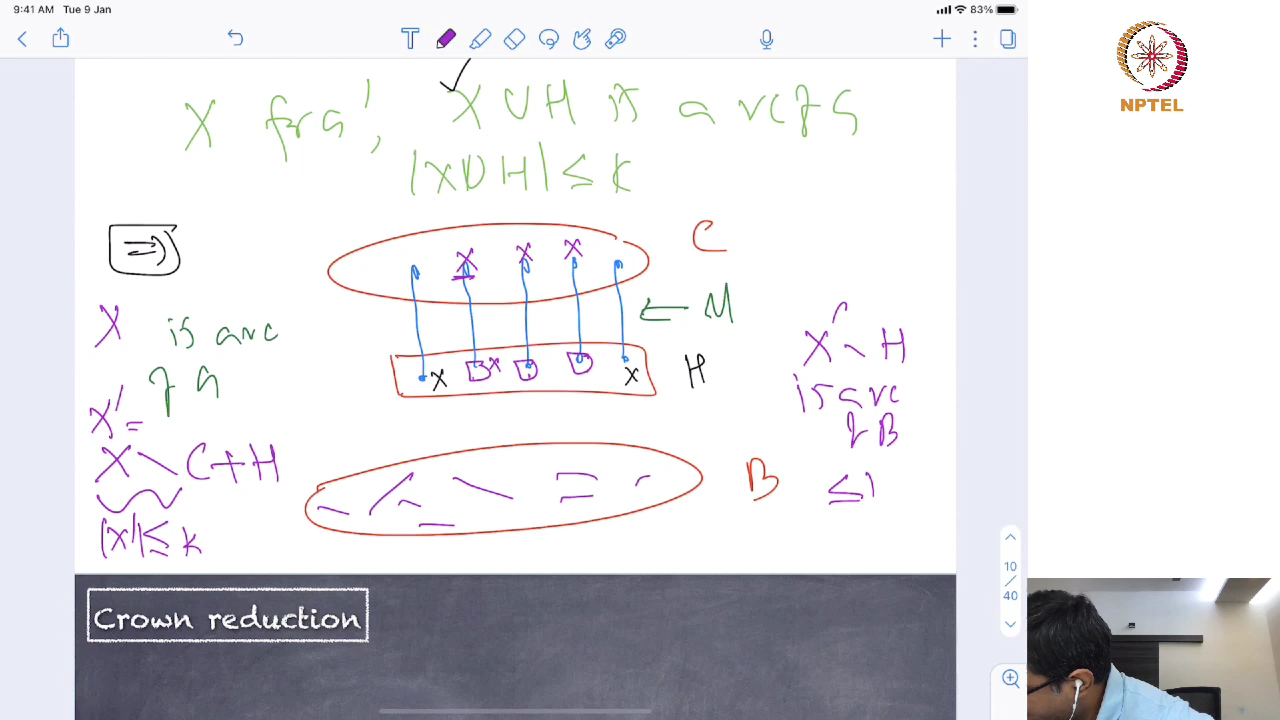 9:41 AM Tue 9 Jan
83%
NPTEL
X for G', X ∪ H is a vc of G
|X ∪ H| ≤ k
⇒
C
M
H
B
X is a vc
of G
X' =
X \ C + H
|X'| ≤ k
X' \ H
is a vc
of B
10
/
40
Crown reduction